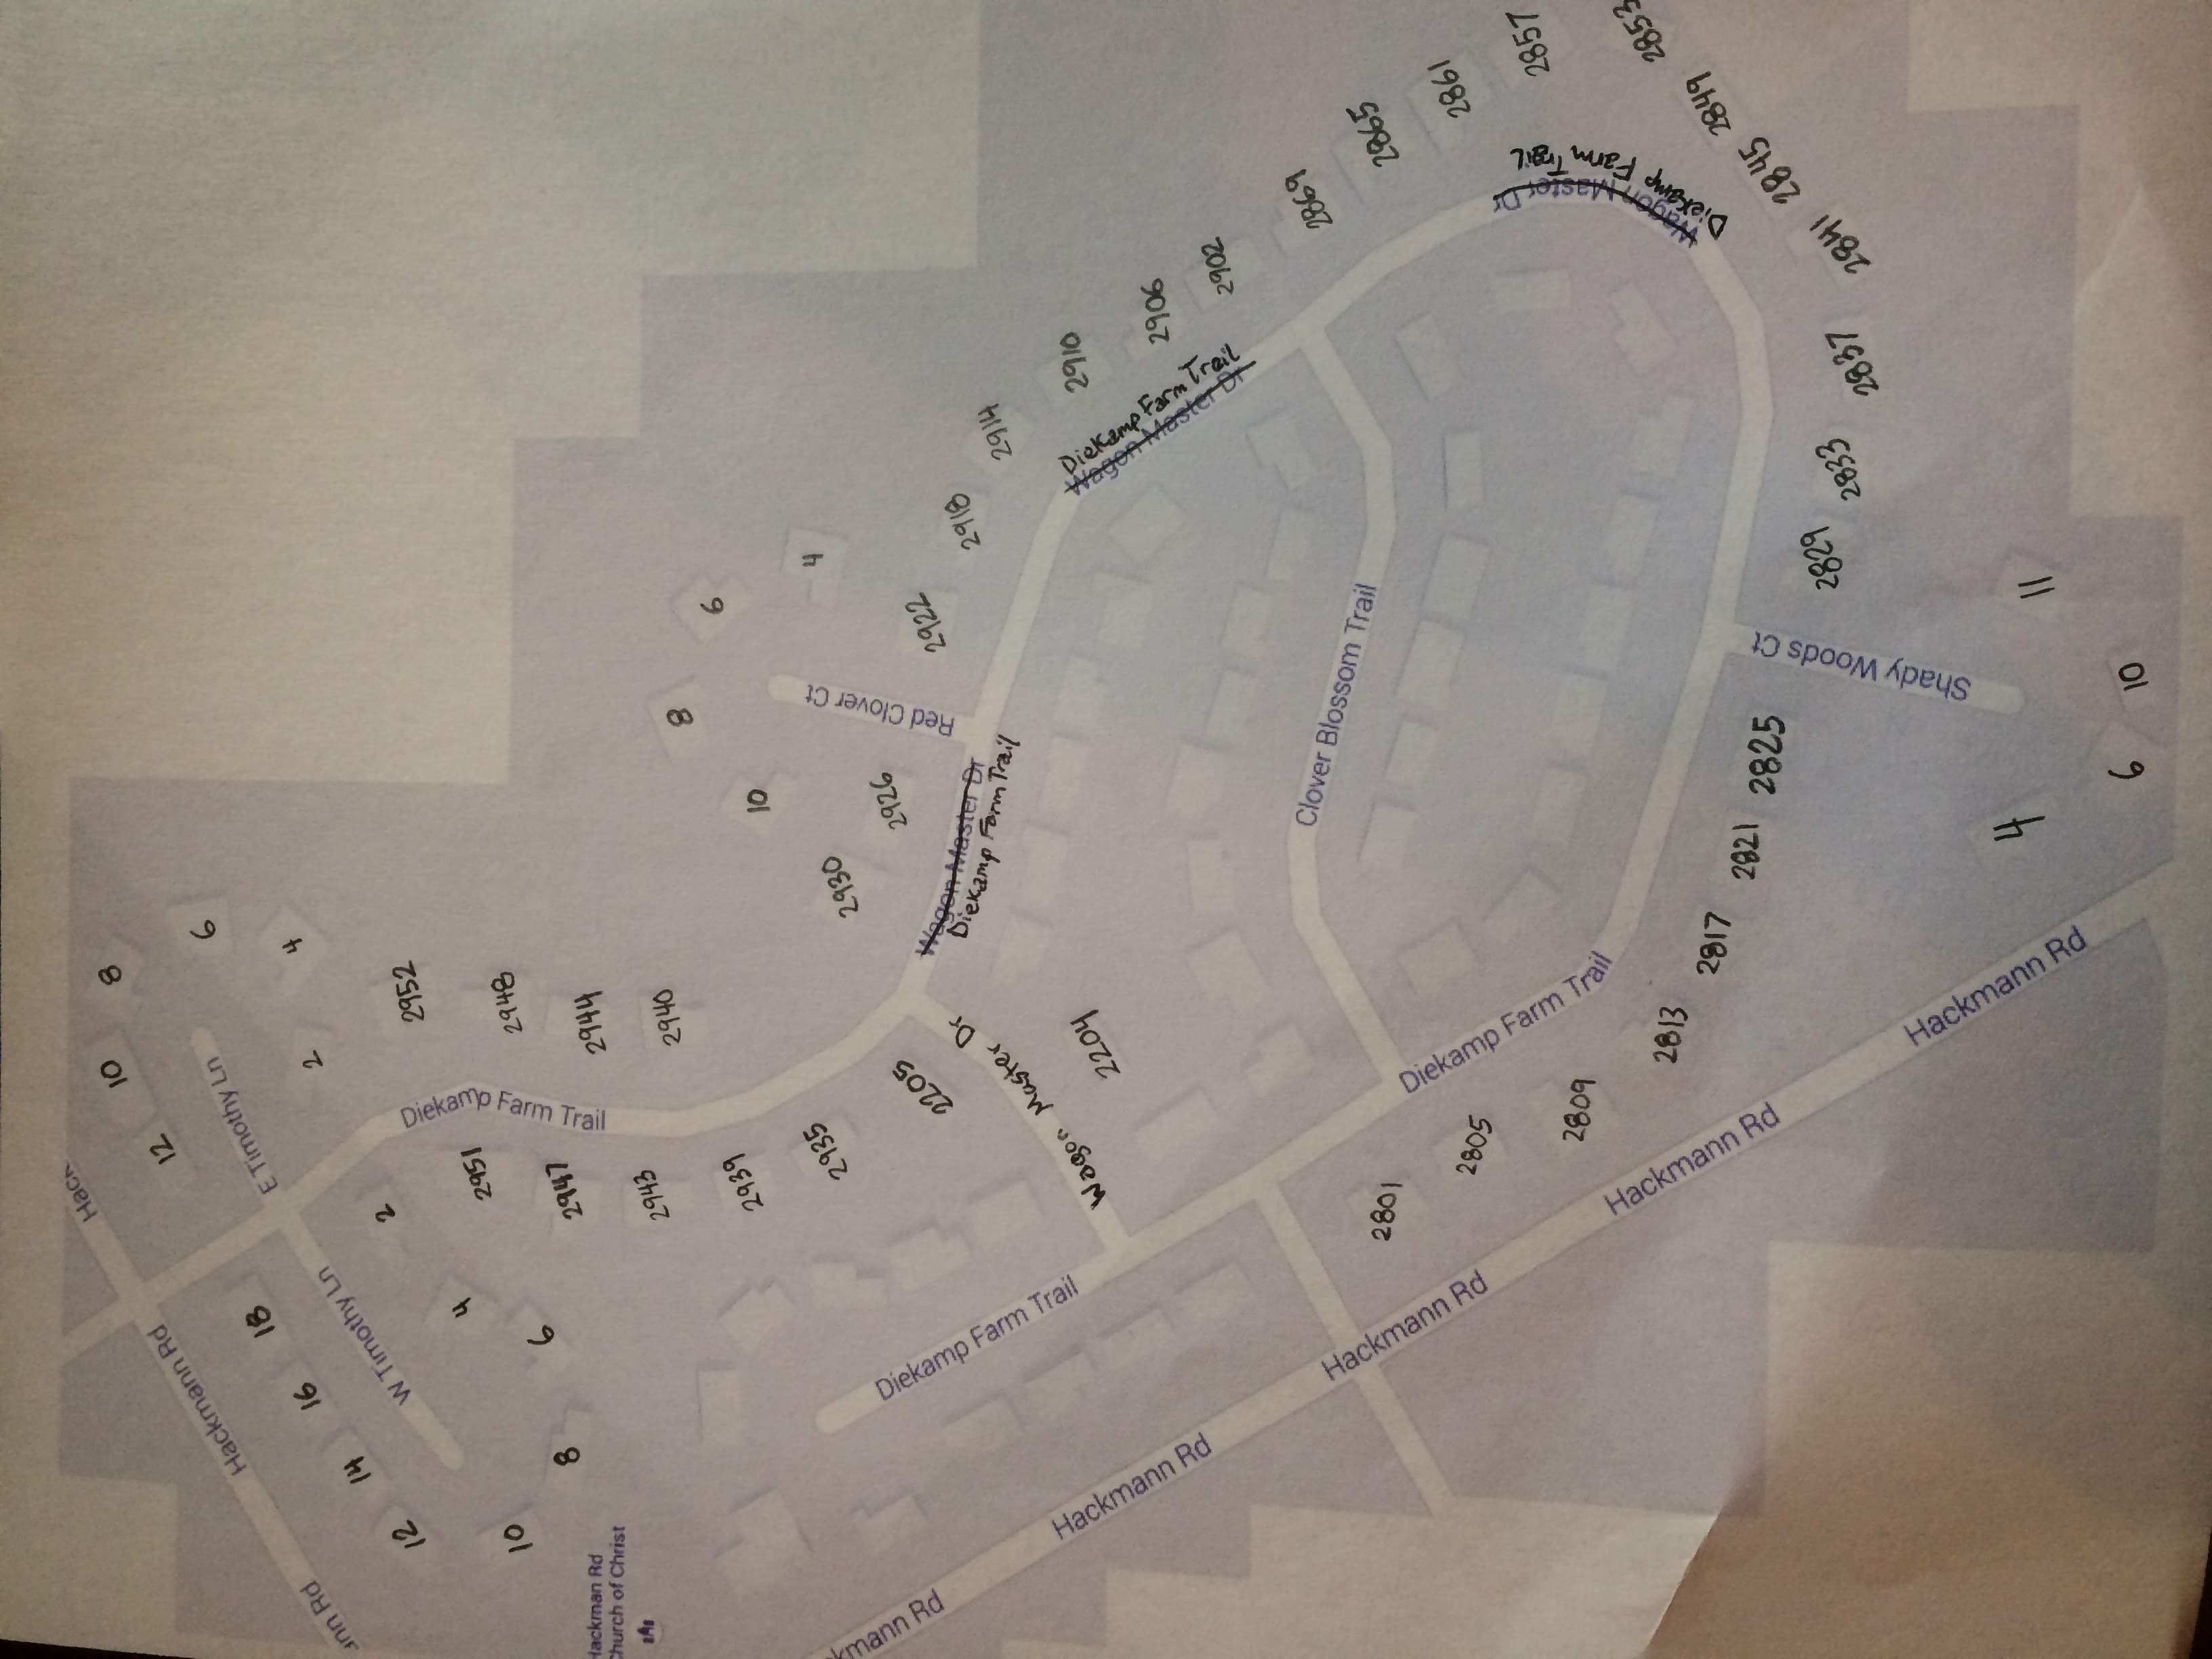 2853
2857
2861
2865
2849
2845
2869
Wagon Master Dr
Diekamp Farm Trail
2902
2841
2906
2910
2837
Diekamp Farm Trail
Wagon Master Dr
2914
2833
2918
4
2829
6
2922
11
Clover Blossom Trail
Shady Woods Ct
10
Red Clover Ct
8
2825
6
10
2926
Wagon Master Dr
Diekamp Farm Trail
2821
4
2930
2817
6
4
8
2952
2948
2944
2940
Hackmann Rd
2813
Diekamp Farm Trail
2204
Wagon Master Dr
2205
2
10
E Timothy Ln
12
Diekamp Farm Trail
2809
2805
Hackmann Rd
2801
2935
2939
2943
2947
2951
2
Hack
18
4
6
W Timothy Ln
Diekamp Farm Trail
Hackmann Rd
Hackmann Rd
16
14
8
12
10
Hackmann Rd
Hackman Rd
Church of Christ
ann Rd
kmann Rd